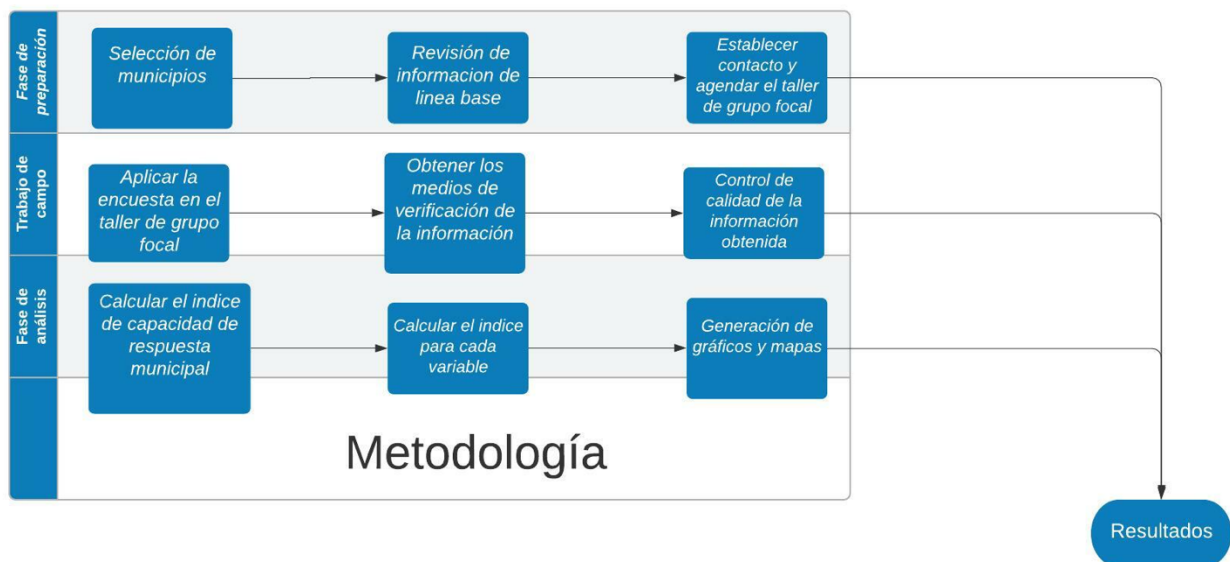 Fase de
preparación
Selección de
municipios
Revisión de
informacion de
linea base
Establecer
contacto y
agendar el taller
de grupo focal
Trabajo de
campo
Aplicar la
encuesta en el
taller de grupo
focal
Obtener los
medios de
verificación de
la información
Control de
calidad de la
información
obtenida
Fase de
análisis
Calcular el indice
de capacidad de
respuesta
municipal
Calcular el indice
para cada
variable
Generación de
gráficos y mapas
Metodología
Resultados